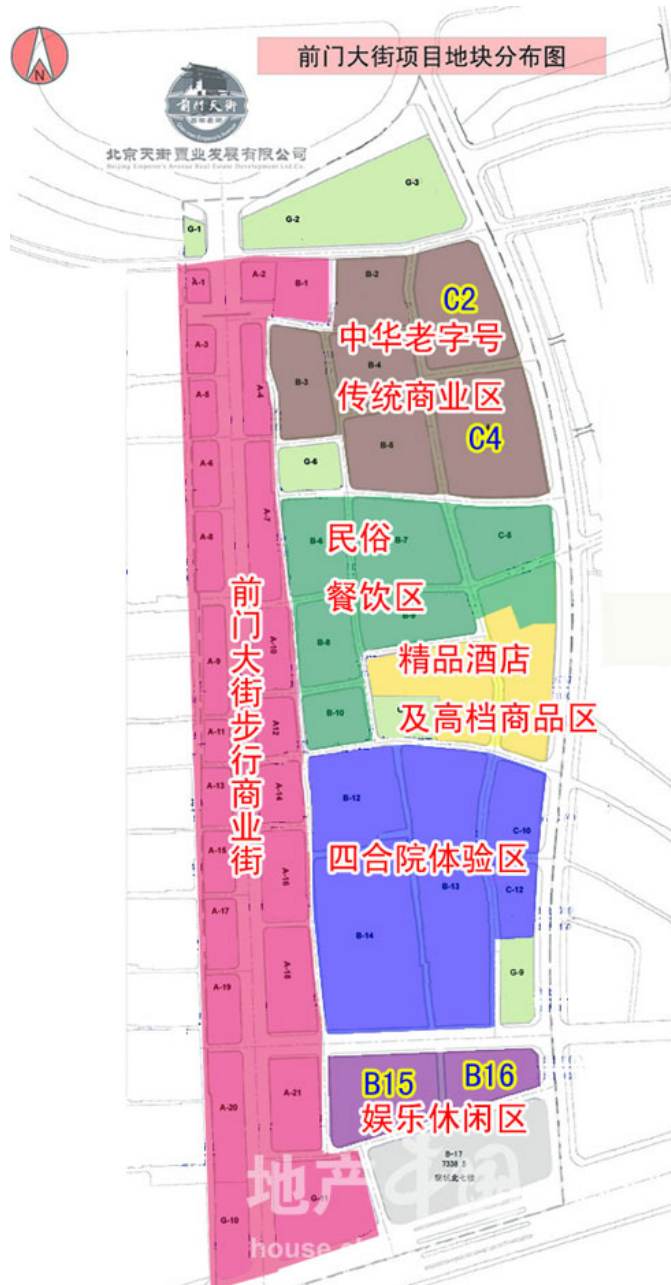 前门大街项目地块分布图
N
前门天街
北京天街置业发展有限公司
Beijing Emperor's Avenue Real Estate Development Ltd.Co.
G-3
G-2
G-1
A-2
A-1
B-1
B-2
C2
中华老字号
A-3
B-4
B-3
传统商业区
A-5
A-4
C4
B-5
A-6
G-6
A-7
A-8
B-6
民俗
B-7
C-5
餐饮区
B-9
前门大街步行商业街
A-10
B-8
精品酒店
A-9
及高档商品区
B-10
A-11
A12
A-13
A-14
B-12
C-10
A-15
四合院体验区
A-16
B-13
C-12
A-17
B-14
A-18
G-9
A-19
B15
B16
A-20
A-21
娱乐休闲区
B-17
7338.5
地产中国
G-11
G-10